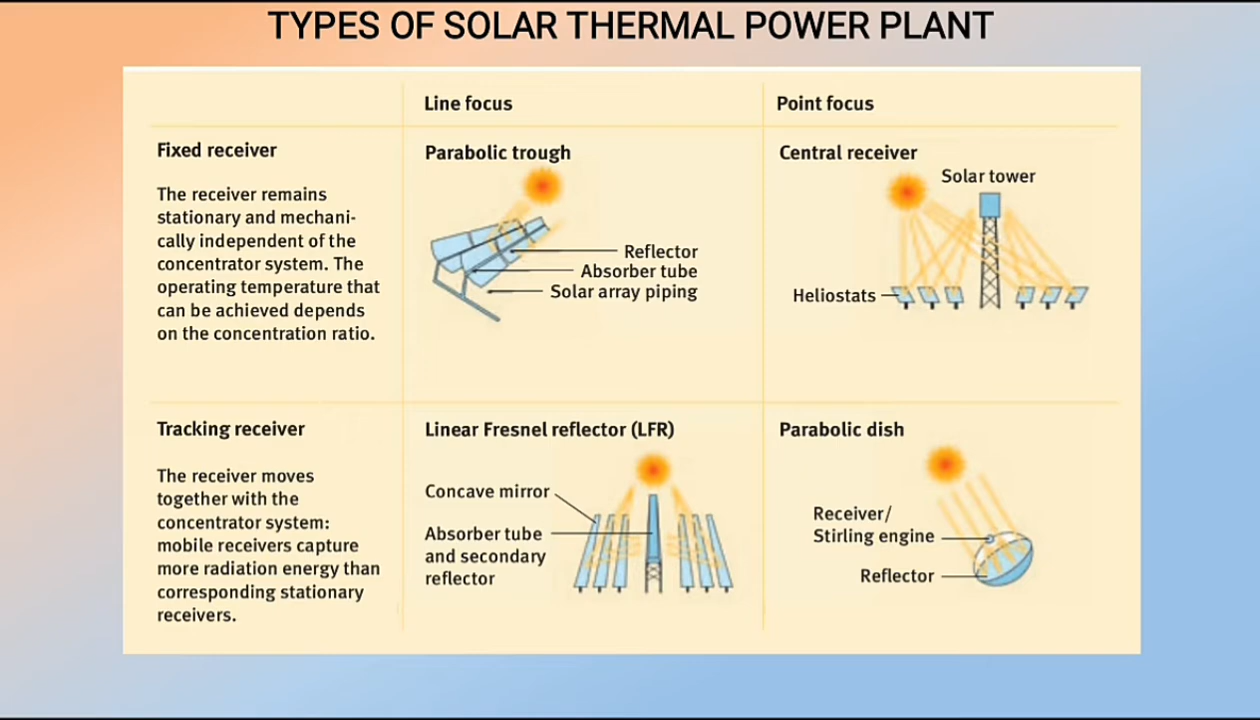 TYPES OF SOLAR THERMAL POWER PLANT
Line focus
Point focus
Fixed receiver
The receiver remains
stationary and mechani-
cally independent of the
concentrator system. The
operating temperature that
can be achieved depends
on the concentration ratio.
Parabolic trough
Reflector
Absorber tube
Solar array piping
Central receiver
Solar tower
Heliostats
Tracking receiver
The receiver moves
together with the
concentrator system:
mobile receivers capture
more radiation energy than
corresponding stationary
receivers.
Linear Fresnel reflector (LFR)
Concave mirror
Absorber tube
and secondary
reflector
Parabolic dish
Receiver/
Stirling engine
Reflector